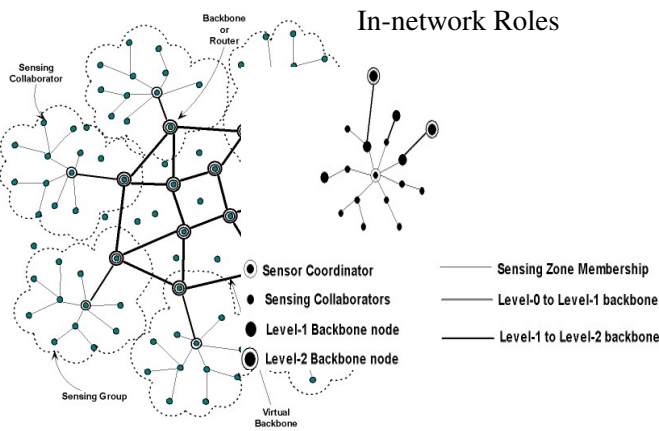 In-network Roles
Backbone
or
Router
Sensing
Collaborator
Sensor Coordinator
Sensing Collaborators
Level-1 Backbone node
Level-2 Backbone node
Sensing Zone Membership
Level-0 to Level-1 backbone
Level-1 to Level-2 backbone
Sensing Group
Virtual
Backbone